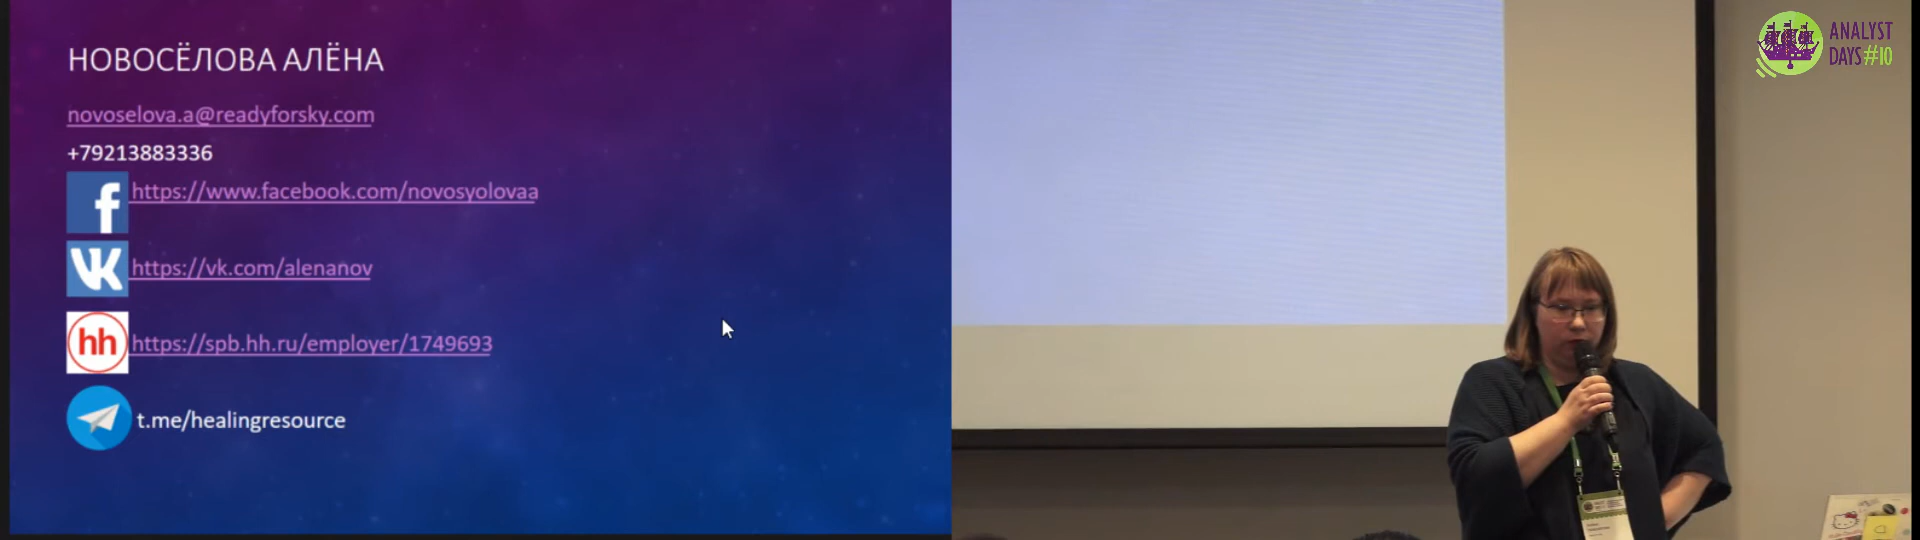 НОВОСЁЛОВА АЛЁНА
novoselova.a@readyforsky.com
+79213883336
f https://www.facebook.com/novosyolovaa
VK https://vk.com/alenanov
hh https://spb.hh.ru/employer/1749693
t.me/healingresource
ANALYST
DAYS#10